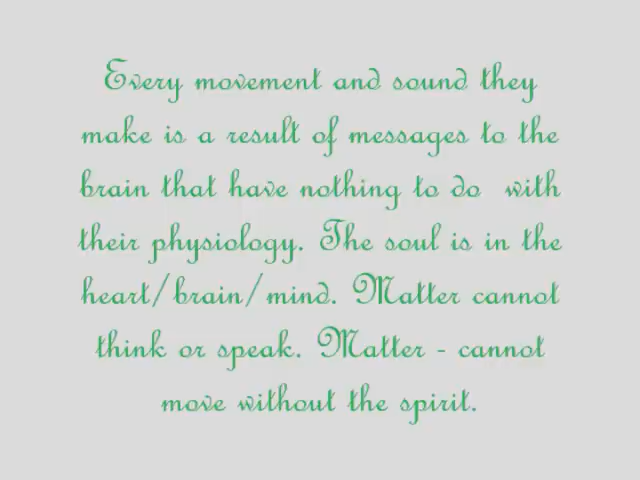 Every movement and sound they
make is a result of messages to the
brain that have nothing to do  with
their physiology. The soul is in the
heart/brain/mind. Matter cannot
think or speak. Matter - cannot
move without the spirit.